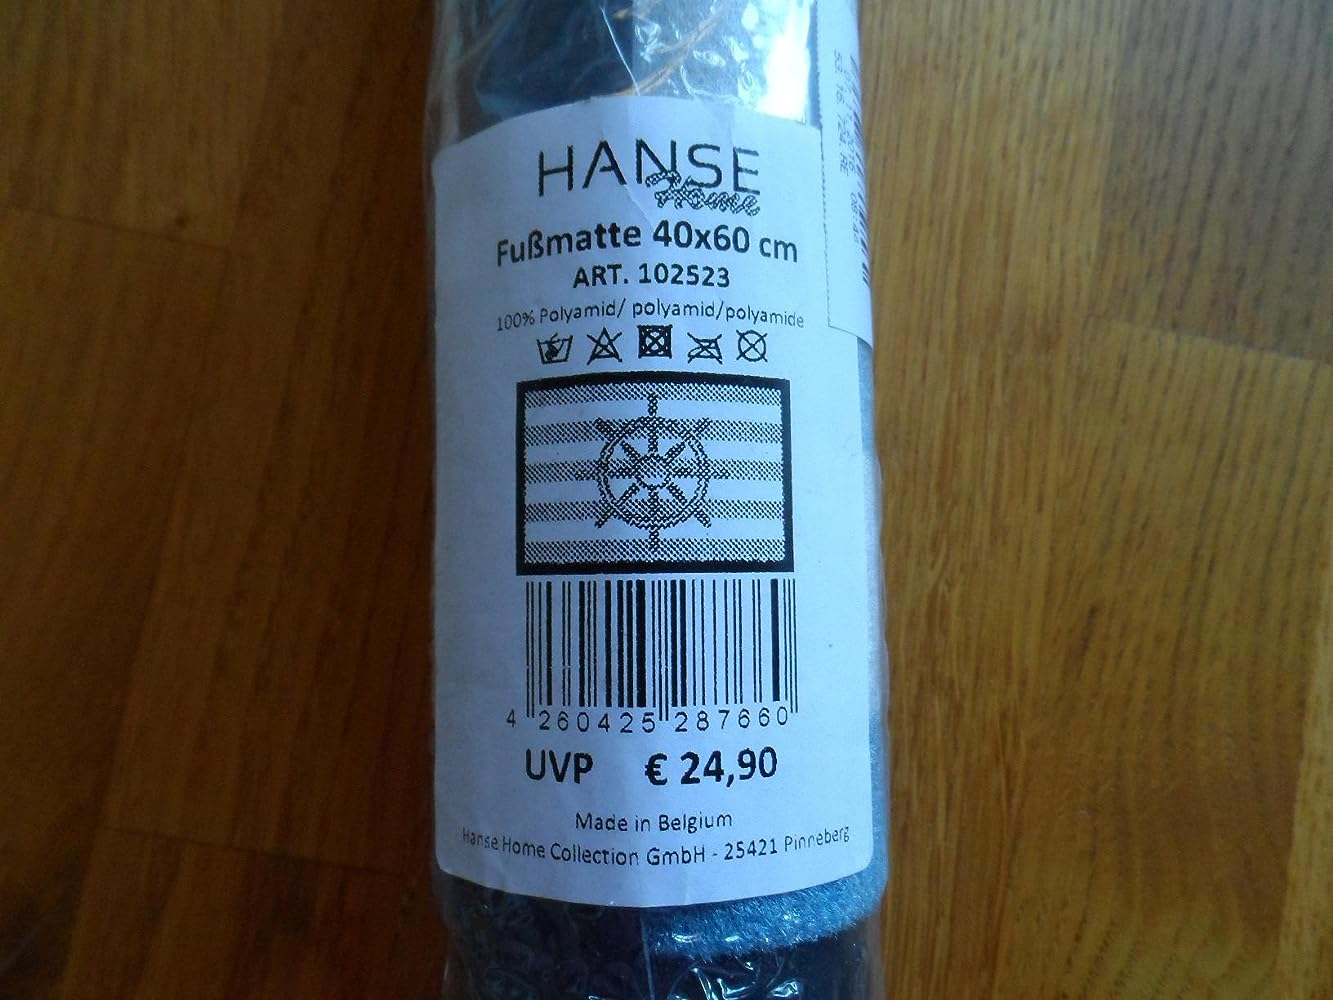 HANSE
Home
Fußmatte 40x60 cm
ART. 102523
100% Polyamid/ polyamid/polyamide
4 260425 287660
UVP € 24,90
Made in Belgium
Hanse Home Collection GmbH - 25421 Pinneberg